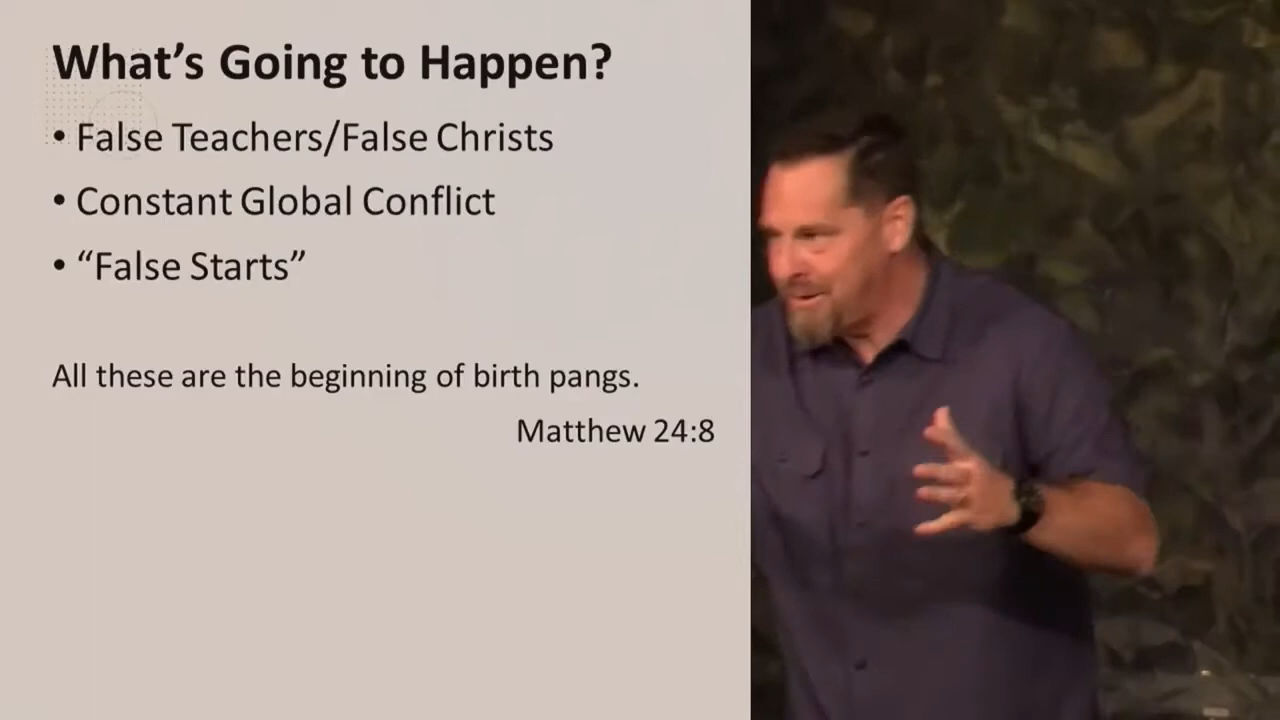 What’s Going to Happen?
• False Teachers/False Christs
• Constant Global Conflict
• “False Starts”
All these are the beginning of birth pangs.
Matthew 24:8